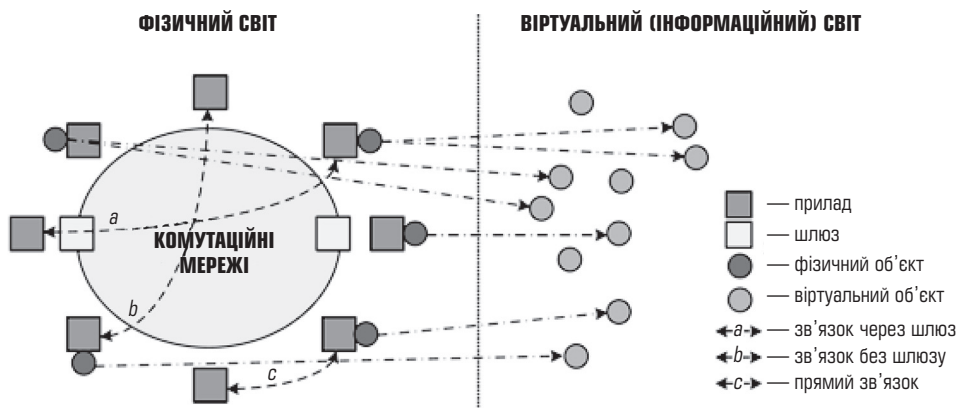 ФІЗИЧНИЙ СВІТ
ВІРТУАЛЬНИЙ (ІНФОРМАЦІЙНИЙ) СВІТ
a
КОМУТАЦІЙНІ
МЕРЕЖІ
b
c
— прилад
— шлюз
— фізичний об’єкт
— віртуальний об’єкт
a — зв’язок через шлюз
b — зв’язок без шлюзу
c — прямий зв’язок